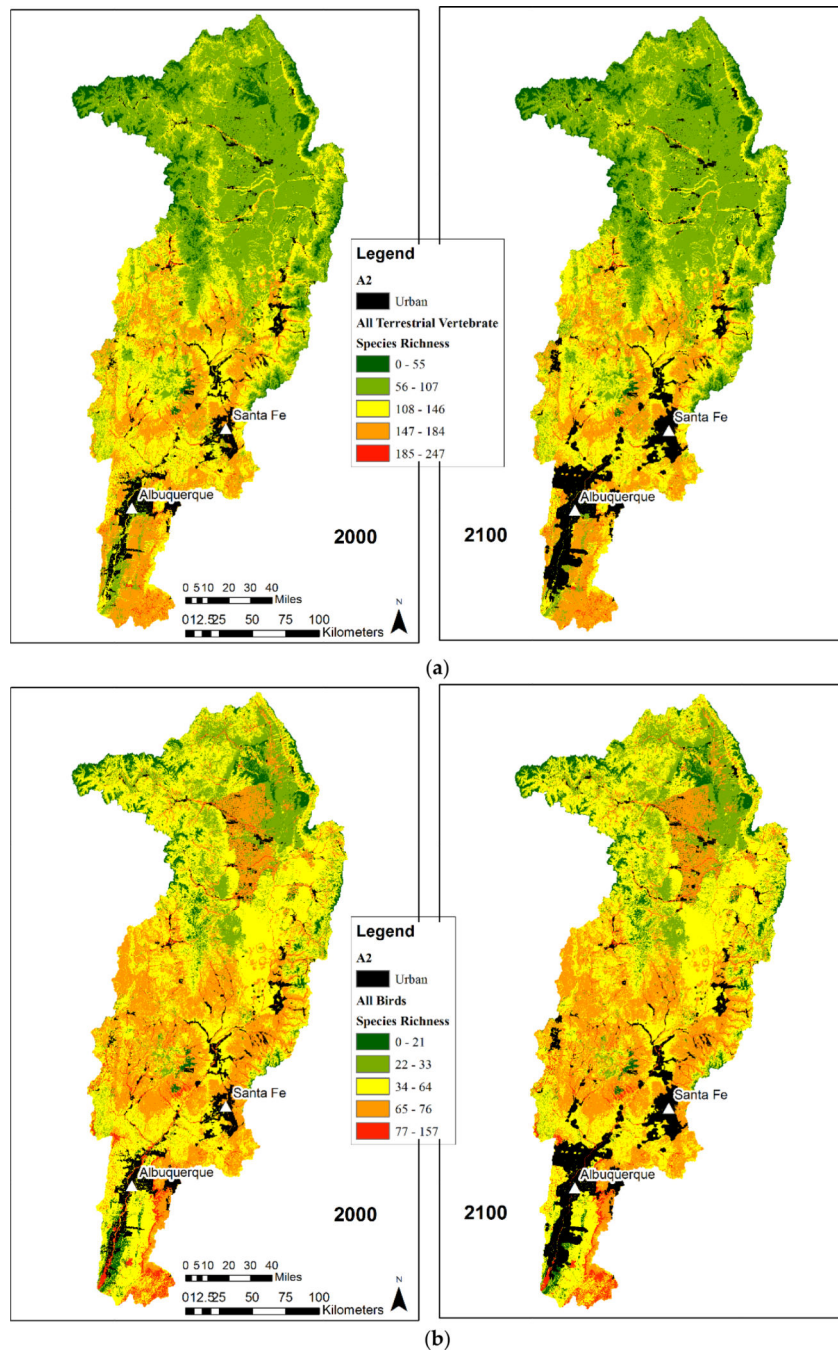 Legend
A2
Urban
All Terrestrial Vertebrate
Species Richness
0 - 55
56 - 107
108 - 146
147 - 184
185 - 247
Santa Fe
Albuquerque
2000
0 5 10 20 30 40
Miles
0 12.5 25 50 75 100
Kilometers
N
Santa Fe
Albuquerque
2100
(a)
Legend
A2
Urban
All Birds
Species Richness
0 - 21
22 - 33
34 - 64
65 - 76
77 - 157
Santa Fe
Albuquerque
2000
0 5 10 20 30 40
Miles
0 12.5 25 50 75 100
Kilometers
N
Santa Fe
Albuquerque
2100
(b)